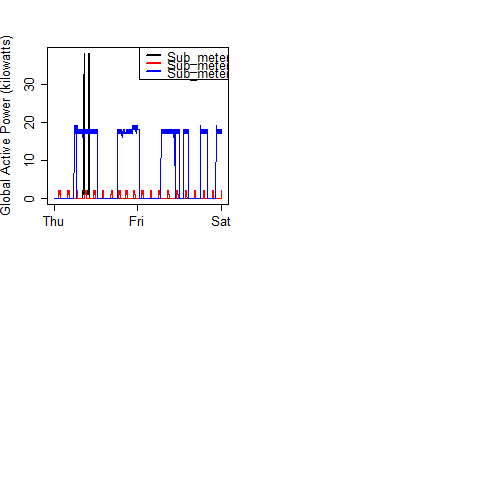 Global Active Power (kilowatts)
30
20
10
0
Sub_meter
Sub_meter
Sub_meter
Thu Fri Sat